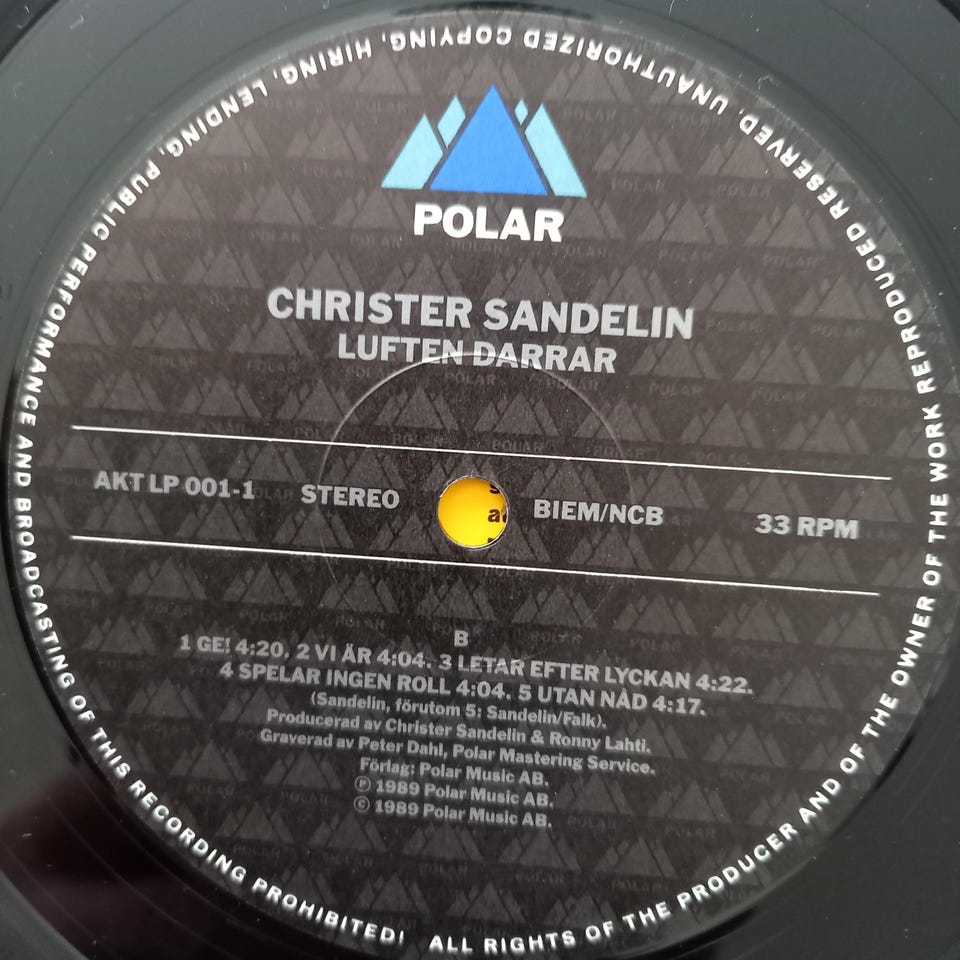 POLAR
CHRISTER SANDELIN
LUFTEN DARRAR
AKT LP 001-1 STEREO BIEM/NCB 33 RPM
B
1 GE! 4:20. 2 VI ÄR 4:04. 3 LETAR EFTER LYCKAN 4:22.
4 SPELAR INGEN ROLL 4:04. 5 UTAN NÅD 4:17.
(Sandelin, förutom 5: Sandelin/Falk).
Producerad av Christer Sandelin & Ronny Lahti.
Graverad av Peter Dahl, Polar Mastering Service.
Förlag: Polar Music AB.
Ⓟ 1989 Polar Music AB.
© 1989 Polar Music AB.
ALL RIGHTS OF THE PRODUCER AND OF THE OWNER OF THE WORK REPRODUCED RESERVED. UNAUTHORIZED COPYING, HIRING, LENDING, PUBLIC PERFORMANCE AND BROADCASTING OF THIS RECORDING PROHIBITED!